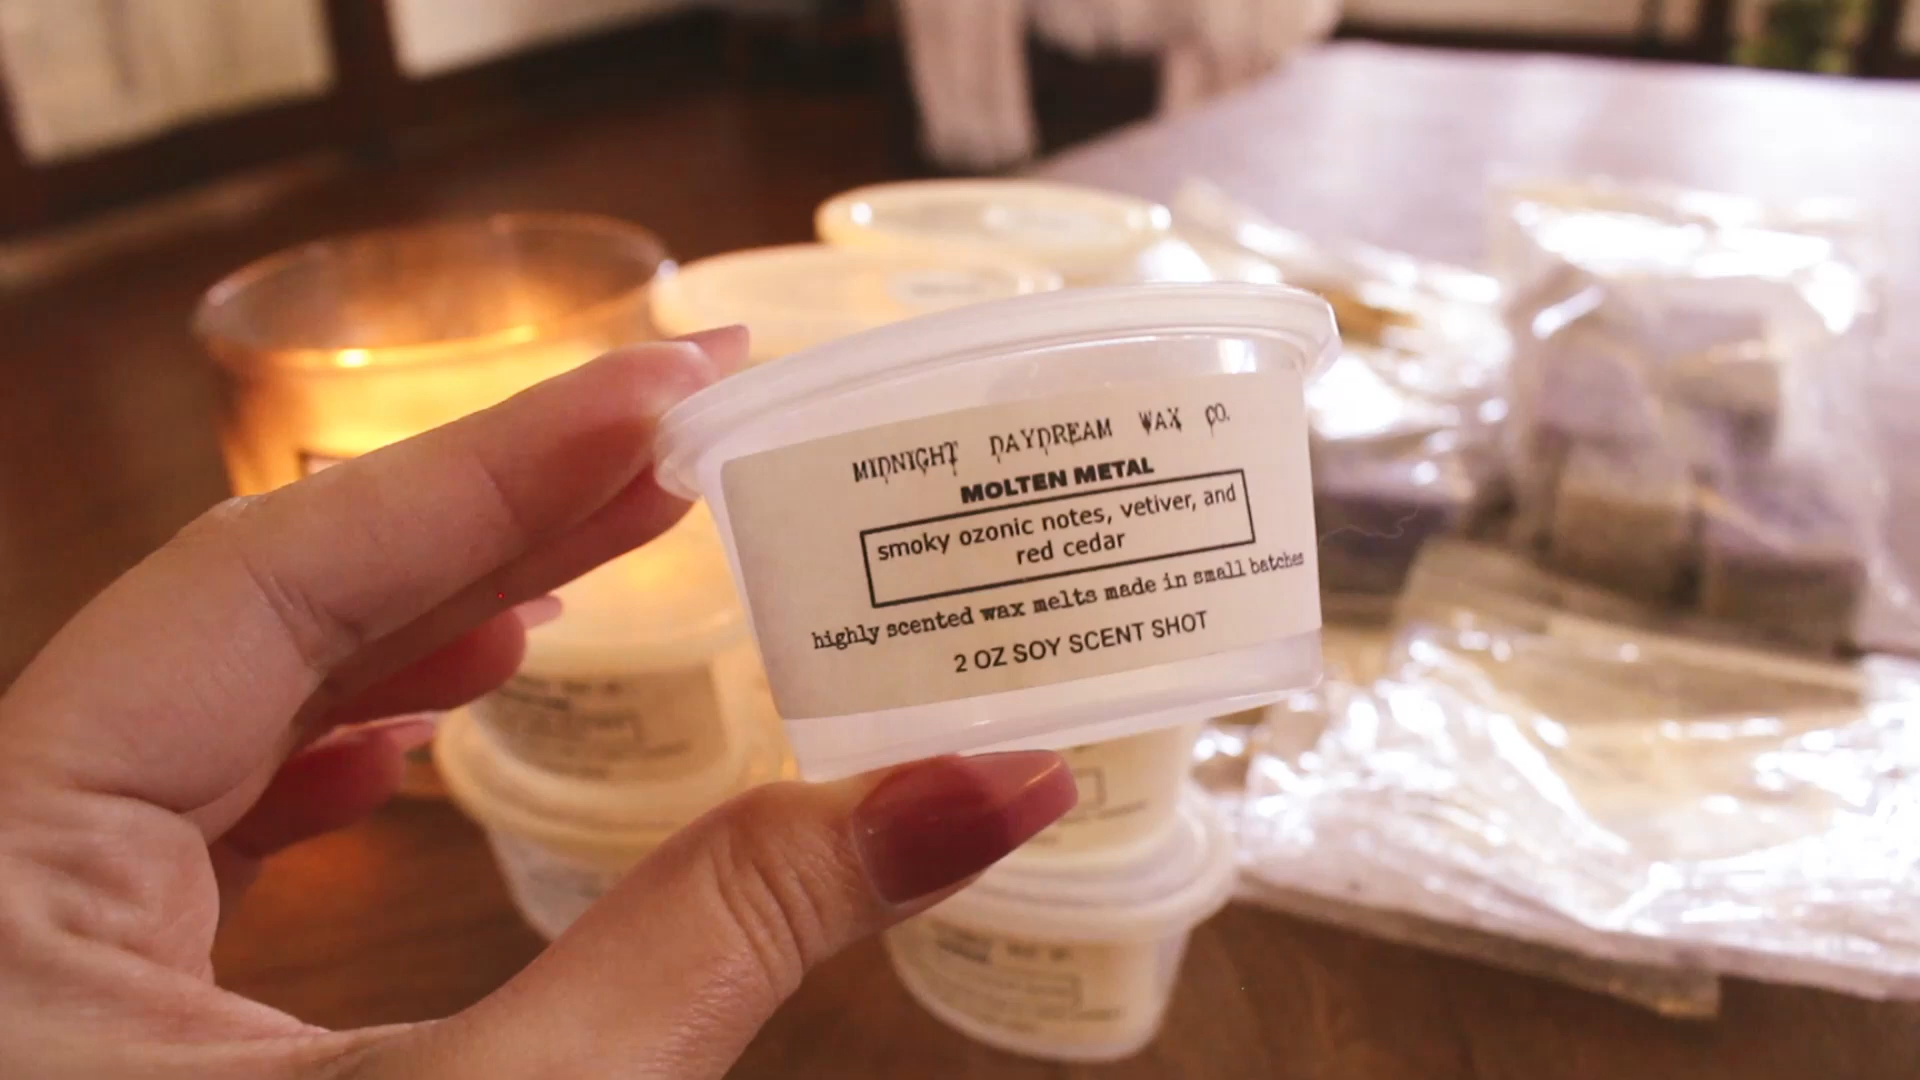 MIDNIGHT DAYDREAM WAX CO.
MOLTEN METAL
smoky ozonic notes, vetiver, and
red cedar
highly scented wax melts made in small batches
2 OZ SOY SCENT SHOT